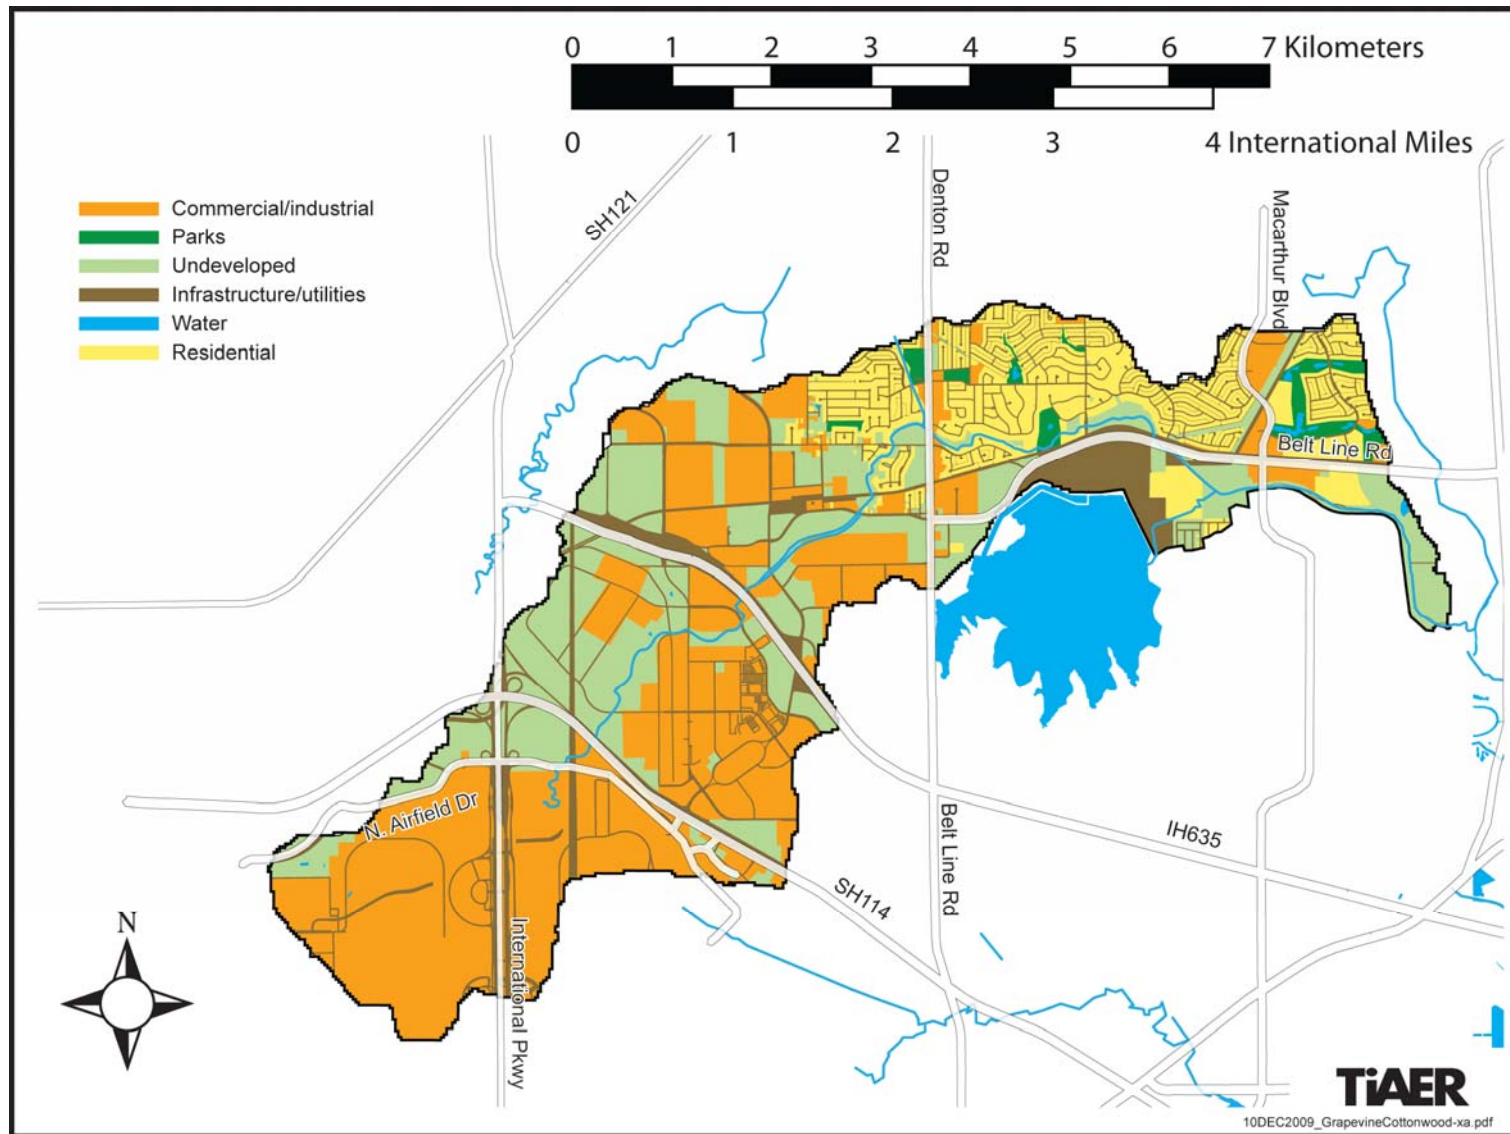 0 1 2 3 4 5 6 7 Kilometers
0 1 2 3 4 International Miles
Commercial/industrial
Parks
Undeveloped
Infrastructure/utilities
Water
Residential
SH121
Denton Rd
Macarthur Blvd
Belt Line Rd
N. Airfield Dr
International Pkwy
Belt Line Rd
IH635
SH114
N
TIAER
10DEC2009_GrapevineCottonwood-xa.pdf